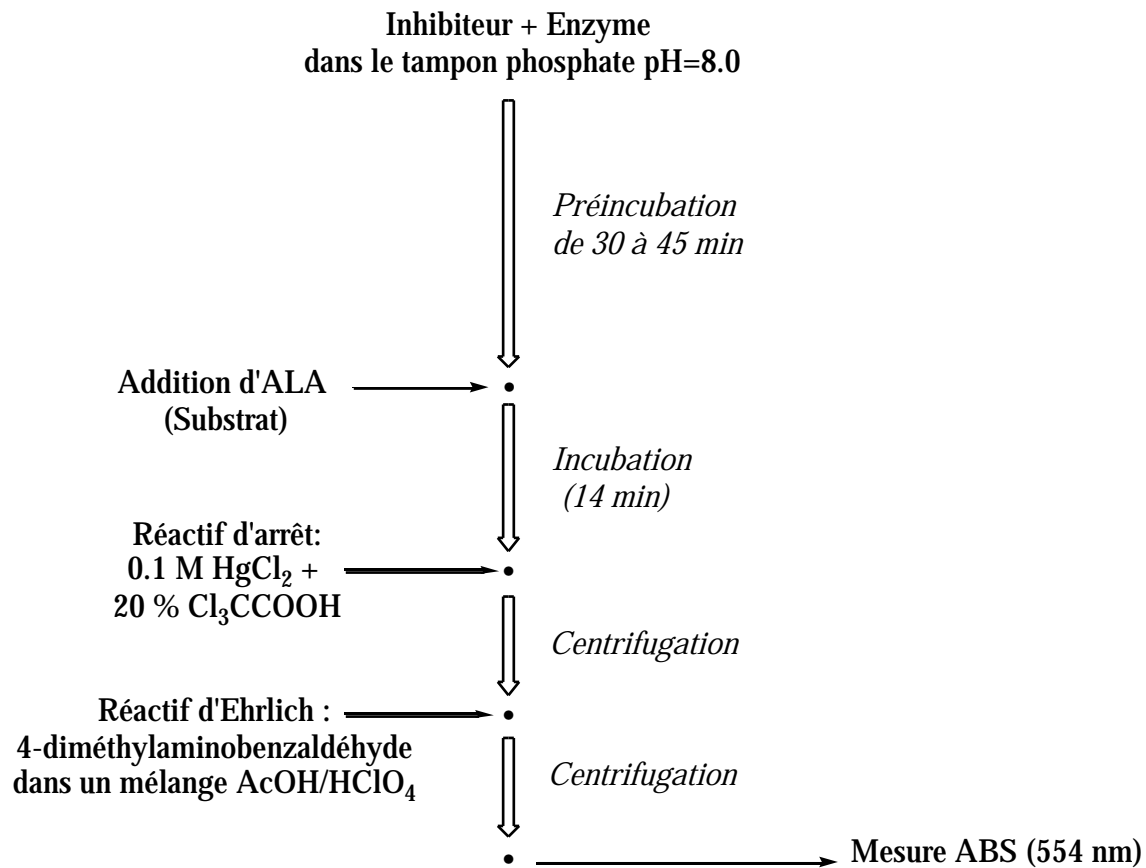 Inhibiteur + Enzyme
dans le tampon phosphate pH=8.0
Préincubation
de 30 à 45 min
Addition d'ALA
(Substrat)
Incubation
(14 min)
Réactif d'arrêt:
0.1 M HgCl₂ +
20 % Cl₃CCOOH
Centrifugation
Réactif d'Ehrlich :
4-diméthylaminobenzaldéhyde
dans un mélange AcOH/HClO₄
Centrifugation
Mesure ABS (554 nm)